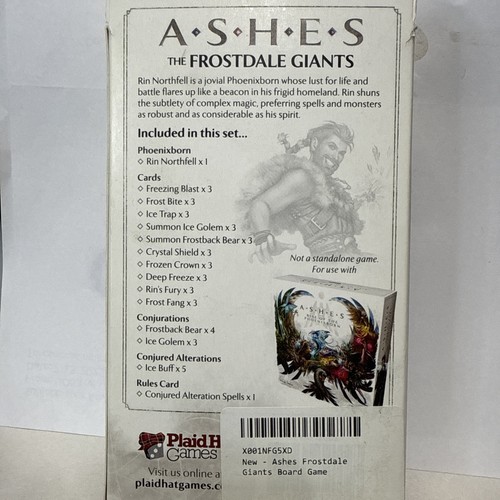 A·S·H·E·S
THE FROSTDALE GIANTS
Rin Northfell is a jovial Phoenixborn whose lust for life and
battle flares up like a beacon in his frigid homeland. Rin shuns
the subtlety of complex magic, preferring spells and monsters
as robust and as considerable as his spirit.
Included in this set...
Phoenixborn
◇ Rin Northfell x 1
Cards
◇ Freezing Blast x 3
◇ Frost Bite x 3
◇ Ice Trap x 3
◇ Summon Ice Golem x 3
◇ Summon Frostback Bear x 3
◇ Crystal Shield x 3
◇ Frozen Crown x 3
◇ Deep Freeze x 3
◇ Rin's Fury x 3
◇ Frost Fang x 3
Conjurations
◇ Frostback Bear x 4
◇ Ice Golem x 3
Conjured Alterations
◇ Ice Buff x 5
Rules Card
◇ Conjured Alteration Spells x 1
Not a standalone game.
For use with
A·S·H·E·S
RISE OF THE
PHOENIXBORN
Plaid H
Games
Visit us online a
plaidhatgames.c
X001NFG5XD
New - Ashes Frostdale
Giants Board Game